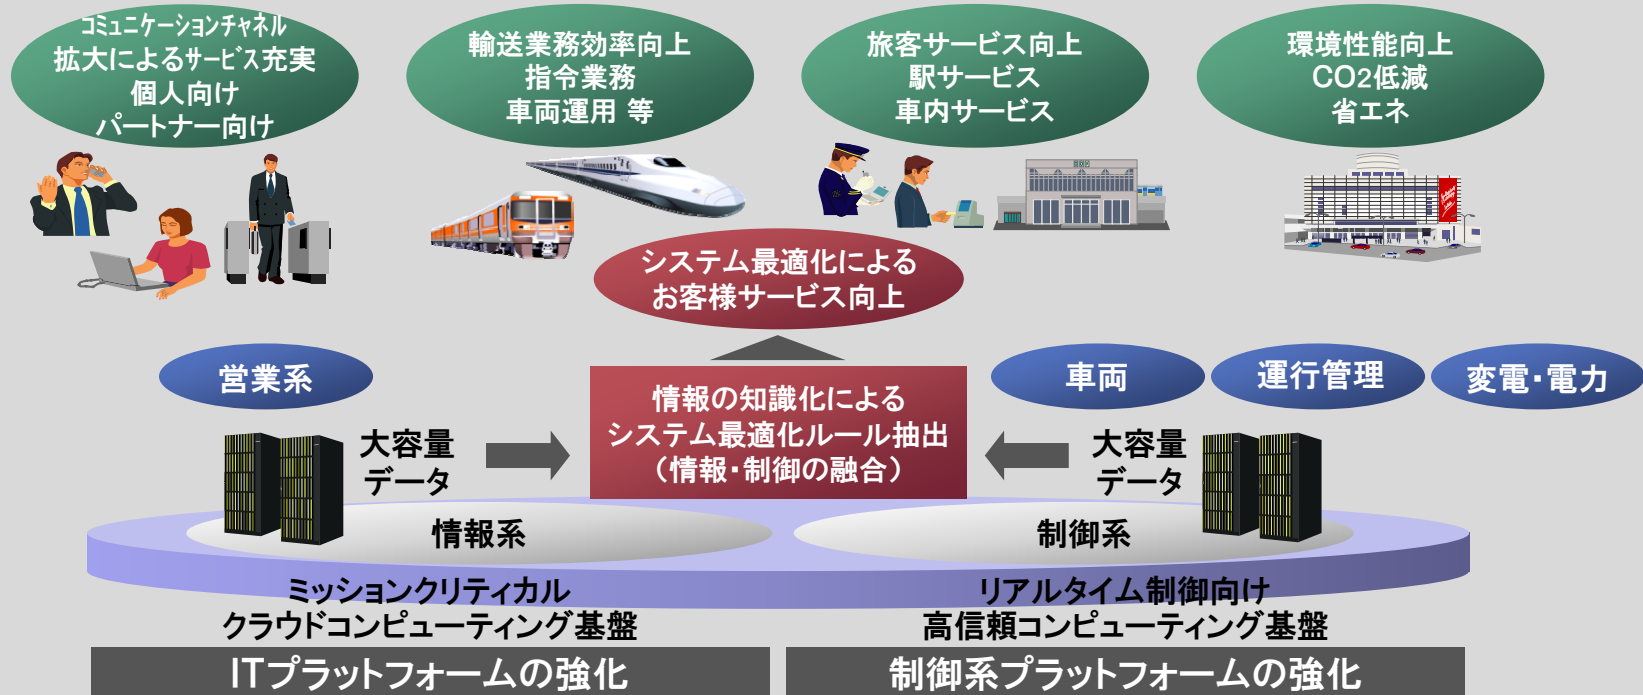 コミュニケーションチャネル
拡大によるサービス充実
個人向け
パートナー向け
輸送業務効率向上
指令業務
車両運用 等
旅客サービス向上
駅サービス
車内サービス
環境性能向上
CO2低減
省エネ
システム最適化による
お客様サービス向上
営業系
車両
運行管理
変電・電力
情報の知識化による
システム最適化ルール抽出
（情報・制御の融合）
大容量
データ
大容量
データ
情報系
制御系
ミッションクリティカル
クラウドコンピューティング基盤
リアルタイム制御向け
高信頼コンピューティング基盤
ITプラットフォームの強化
制御系プラットフォームの強化